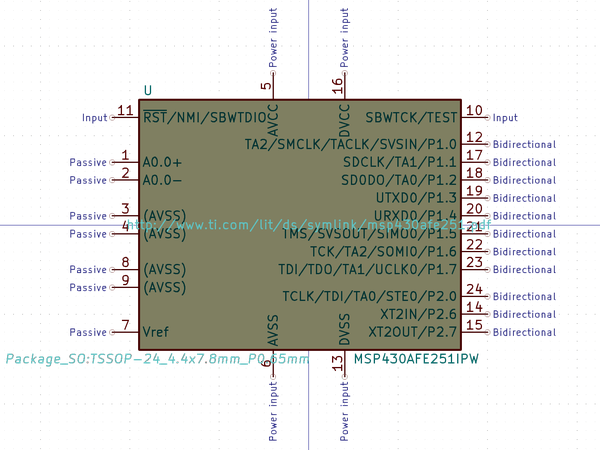 Power input
Power input
5
16
U
Input 11 RST/NMI/SBWTDIO AVCC DVCC SBWTCK/TEST 10 Input
TA2/SMCLK/TACLK/SVSIN/P1.0 12 Bidirectional
Passive 1 A0.0+ SDCLK/TA1/P1.1 17 Bidirectional
Passive 2 A0.0- SD0DO/TA0/P1.2 18 Bidirectional
UTXD0/P1.3 19 Bidirectional
Passive 3 (AVSS) URXD0/P1.4 20 Bidirectional
http://www.ti.com/lit/ds/symlink/msp430afe251.pdf
Passive 4 (AVSS) TMS/SVSOUT/SIMO0/P1.5 21 Bidirectional
TCK/TA2/SOMI0/P1.6 22 Bidirectional
Passive 8 (AVSS) TDI/TDO/TA1/UCLK0/P1.7 23 Bidirectional
Passive 9 (AVSS)
TCLK/TDI/TA0/STE0/P2.0 24 Bidirectional
XT2IN/P2.6 14 Bidirectional
Passive 7 Vref AVSS DVSS XT2OUT/P2.7 15 Bidirectional
Package_SO:TSSOP-24_4.4x7.8mm_P0.65mm MSP430AFE251IPW
6
13
Power input
Power input